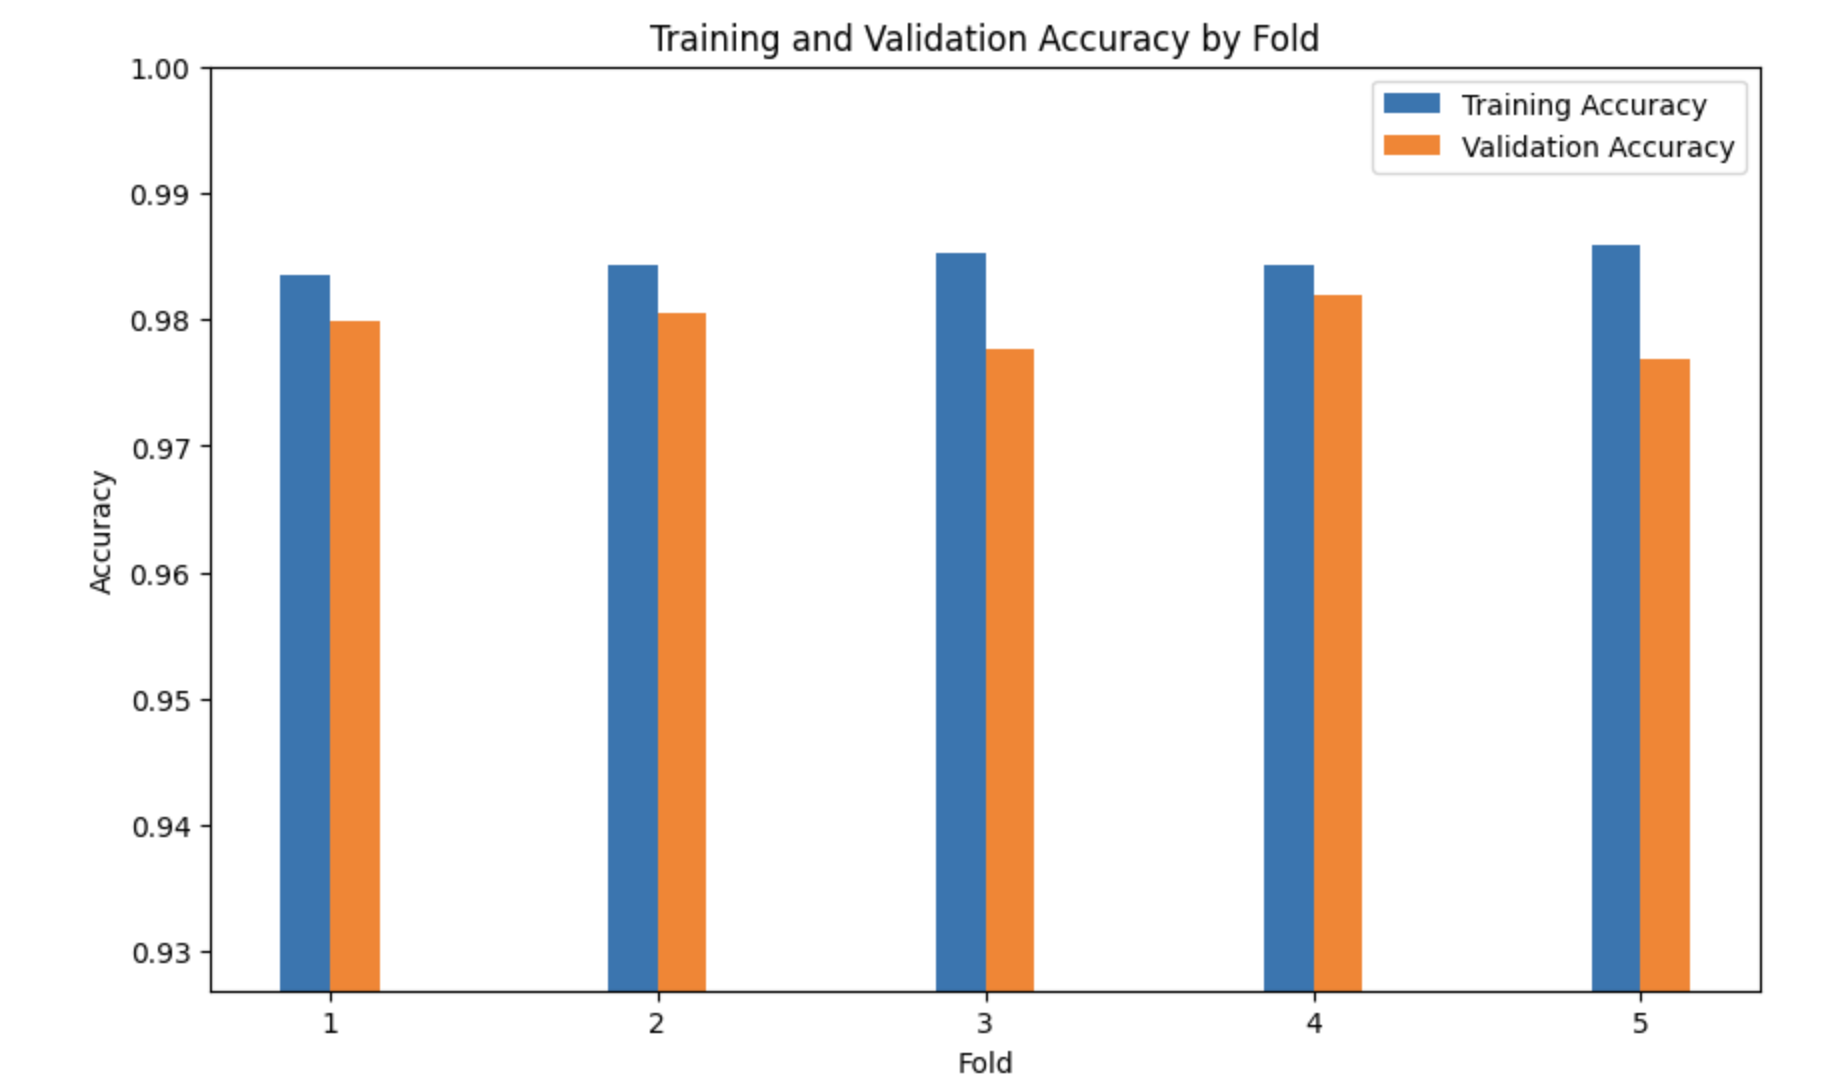 Training and Validation Accuracy by Fold
1.00
0.99
0.98
0.97
0.96
0.95
0.94
0.93
Accuracy
Training Accuracy
Validation Accuracy
1 2 3 4 5
Fold